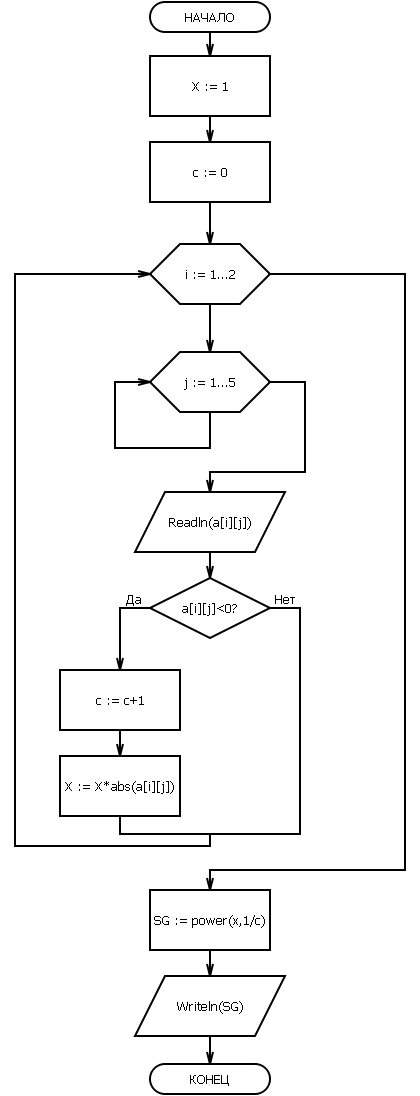 НАЧАЛО
X := 1
c := 0
i := 1...2
j := 1...5
Readln(a[i][j])
Да
a[i][j]<0?
Нет
c := c+1
X := X*abs(a[i][j])
SG := power(x,1/c)
Writeln(SG)
КОНЕЦ